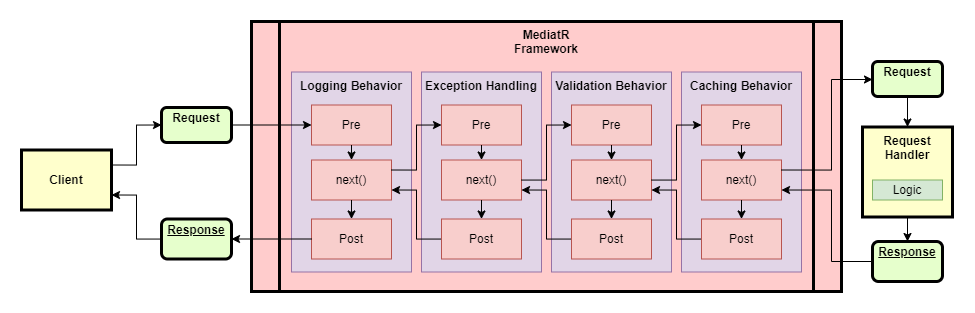 MediatR
Framework
Logging Behavior
Exception Handling
Validation Behavior
Caching Behavior
Request
Request
Pre
Pre
Pre
Pre
Client
next()
next()
next()
next()
Request
Handler
Logic
Response
Post
Post
Post
Post
Response